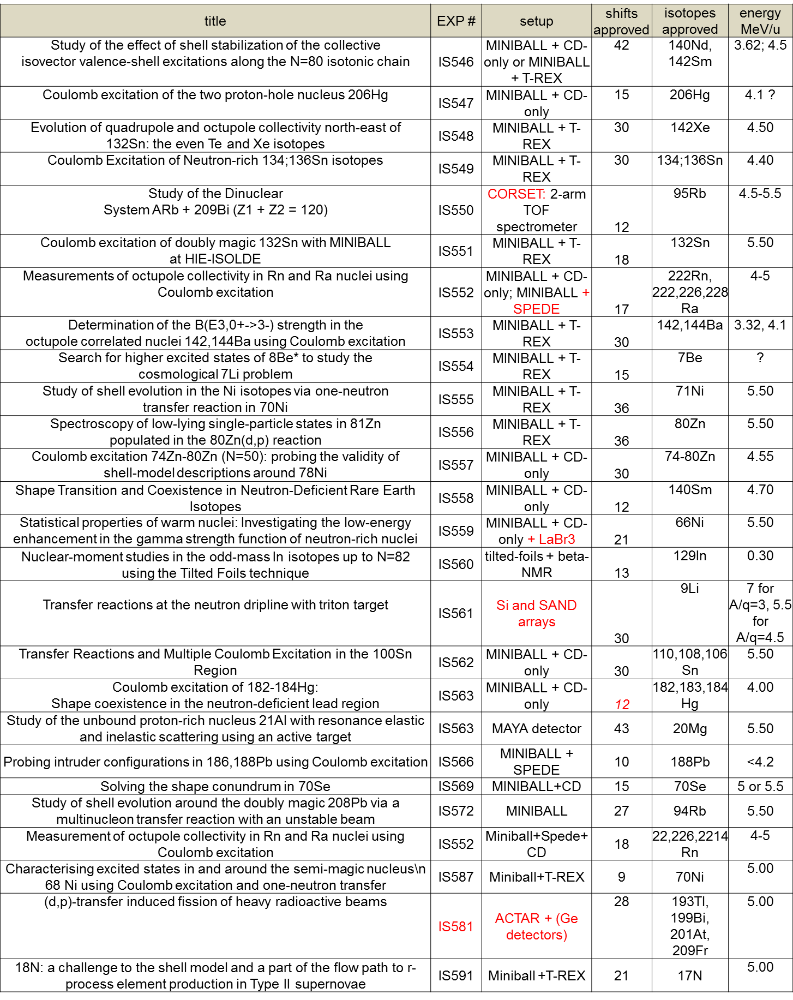 title EXP # setup shifts approved isotopes approved energy MeV/u
Study of the effect of shell stabilization of the collective
isovector valence-shell excitations along the N=80 isotonic chain
IS546
MINIBALL + CD-
only or MINIBALL
+ T-REX
42
140Nd,
142Sm
3.62; 4.5
Coulomb excitation of the two proton-hole nucleus 206Hg
IS547
MINIBALL + CD-
only
15
206Hg
4.1 ?
Evolution of quadrupole and octupole collectivity north-east of
132Sn: the even Te and Xe isotopes
IS548
MINIBALL + T-
REX
30
142Xe
4.50
Coulomb Excitation of Neutron-rich 134;136Sn isotopes
IS549
MINIBALL + T-
REX
30
134;136Sn
4.40
Study of the Dinuclear
System ARb + 209Bi (Z1 + Z2 = 120)
IS550
CORSET: 2-arm
TOF
spectrometer
12
95Rb
4.5-5.5
Coulomb excitation of doubly magic 132Sn with MINIBALL
at HIE-ISOLDE
IS551
MINIBALL + T-
REX
18
132Sn
5.50
Measurements of octupole collectivity in Rn and Ra nuclei using
Coulomb excitation
IS552
MINIBALL + CD-
only; MINIBALL +
SPEDE
17
222Rn,
222,226,228
Ra
4-5
Determination of the B(E3,0+->3-) strength in the
octupole correlated nuclei 142,144Ba using Coulomb excitation
IS553
MINIBALL + T-
REX
30
142,144Ba
3.32, 4.1
Search for higher excited states of 8Be* to study the
cosmological 7Li problem
IS554
MINIBALL + T-
REX
15
7Be
?
Study of shell evolution in the Ni isotopes via one-neutron
transfer reaction in 70Ni
IS555
MINIBALL + T-
REX
36
71Ni
5.50
Spectroscopy of low-lying single-particle states in 81Zn
populated in the 80Zn(d,p) reaction
IS556
MINIBALL + T-
REX
36
80Zn
5.50
Coulomb excitation 74Zn-80Zn (N=50): probing the validity of
shell-model descriptions around 78Ni
IS557
MINIBALL + CD-
only
30
74-80Zn
4.55
Shape Transition and Coexistence in Neutron-Deficient Rare Earth
Isotopes
IS558
MINIBALL + CD-
only
12
140Sm
4.70
Statistical properties of warm nuclei: Investigating the low-energy
enhancement in the gamma strength function of neutron-rich nuclei
IS559
MINIBALL + CD-
only + LaBr3
21
66Ni
5.50
Nuclear-moment studies in the odd-mass In isotopes up to N=82
using the Tilted Foils technique
IS560
tilted-foils + beta-
NMR
13
129In
0.30
Transfer reactions at the neutron dripline with triton target
IS561
Si and SAND
arrays
30
9Li
7 for
A/q=3, 5.5
for
A/q=4.5
Transfer Reactions and Multiple Coulomb Excitation in the 100Sn
Region
IS562
MINIBALL + CD-
only
30
110,108,106
Sn
5.50
Coulomb excitation of 182-184Hg:
Shape coexistence in the neutron-deficient lead region
IS563
MINIBALL + CD-
only
12
182,183,184
Hg
4.00
Study of the unbound proton-rich nucleus 21Al with resonance elastic
and inelastic scattering using an active target
IS563
MAYA detector
43
20Mg
5.50
Probing intruder configurations in 186,188Pb using Coulomb excitation
IS566
MINIBALL +
SPEDE
10
188Pb
<4.2
Solving the shape conundrum in 70Se
IS569
MINIBALL+CD
15
70Se
5 or 5.5
Study of shell evolution around the doubly magic 208Pb via a
multinucleon transfer reaction with an unstable beam
IS572
MINIBALL
27
94Rb
5.50
Measurement of octupole collectivity in Rn and Ra nuclei using
Coulomb excitation
IS552
Miniball+Spede+
CD
18
22,226,2214
Rn
4-5
Characterising excited states in and around the semi-magic nucleus\n
68 Ni using Coulomb excitation and one-neutron transfer
IS587
Miniball+T-REX
9
70Ni
5.00
(d,p)-transfer induced fission of heavy radioactive beams
IS581
ACTAR + (Ge
detectors)
28
193Tl,
199Bi,
201At,
209Fr
5.00
18N: a challenge to the shell model and a part of the flow path to r-
process element production in Type II supernovae
IS591
Miniball +T-REX
21
17N
5.00